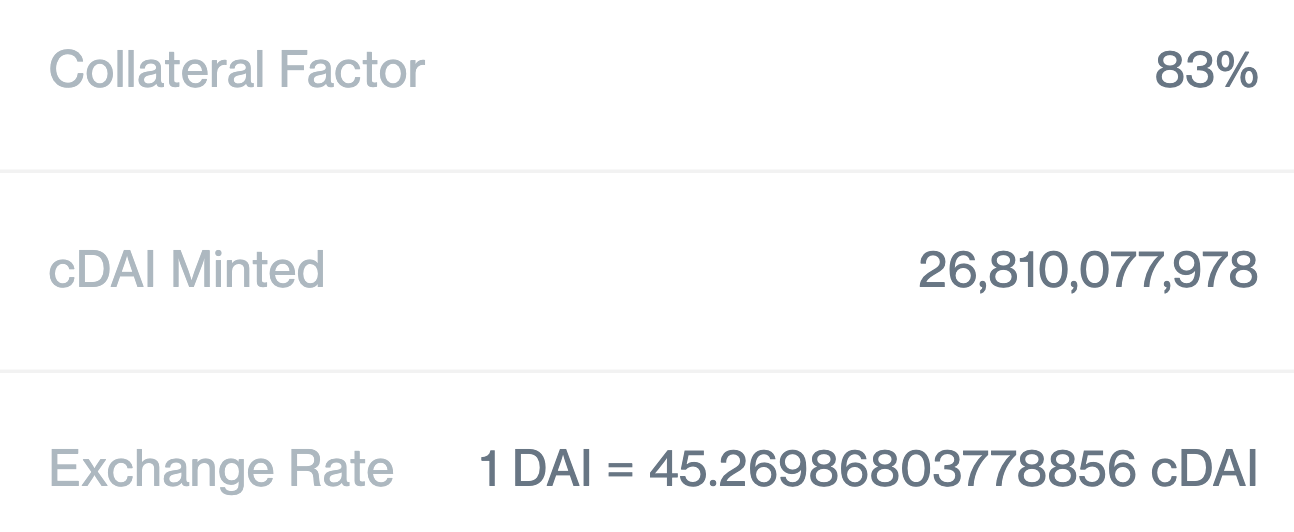 Collateral Factor 83%
cDAI Minted 26,810,077,978
Exchange Rate 1 DAI = 45.26986803778856 cDAI